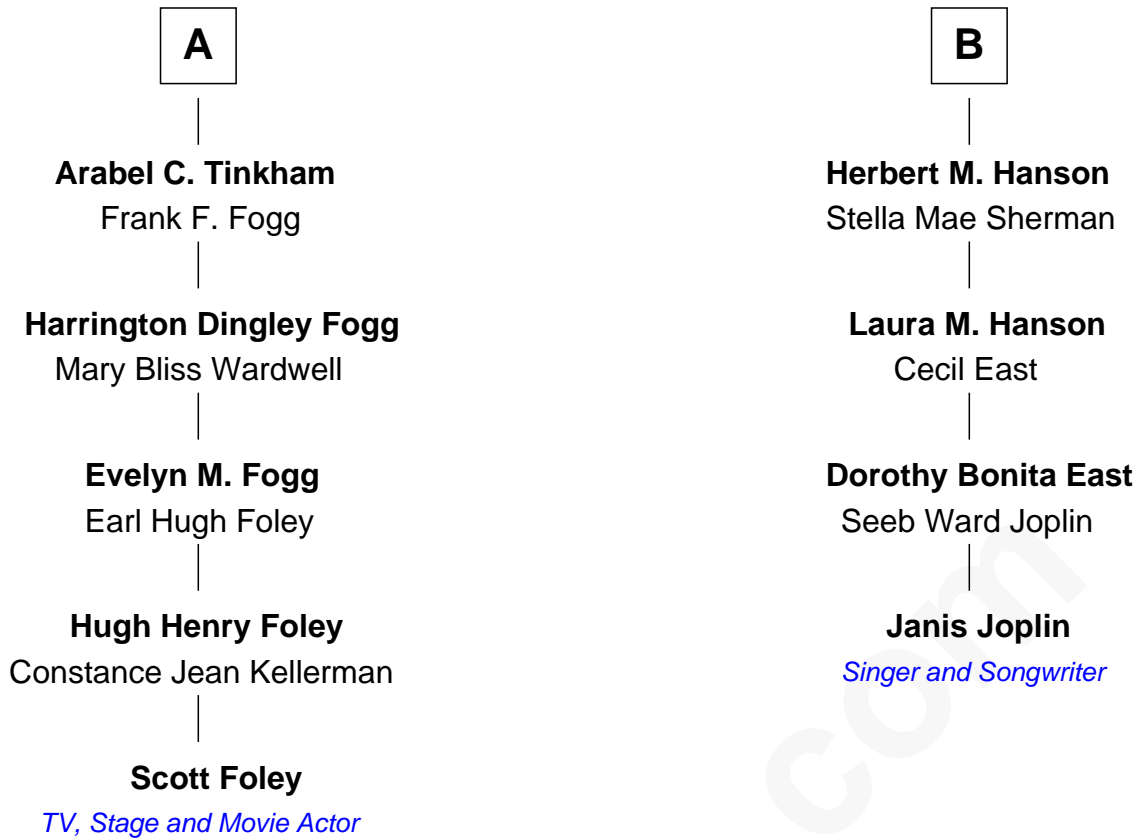 A
Arabel C. Tinkham
Frank F. Fogg
Harrington Dingley Fogg
Mary Bliss Wardwell
Evelyn M. Fogg
Earl Hugh Foley
Hugh Henry Foley
Constance Jean Kellerman
Scott Foley
TV, Stage and Movie Actor
B
Herbert M. Hanson
Stella Mae Sherman
Laura M. Hanson
Cecil East
Dorothy Bonita East
Seeb Ward Joplin
Janis Joplin
Singer and Songwriter
com